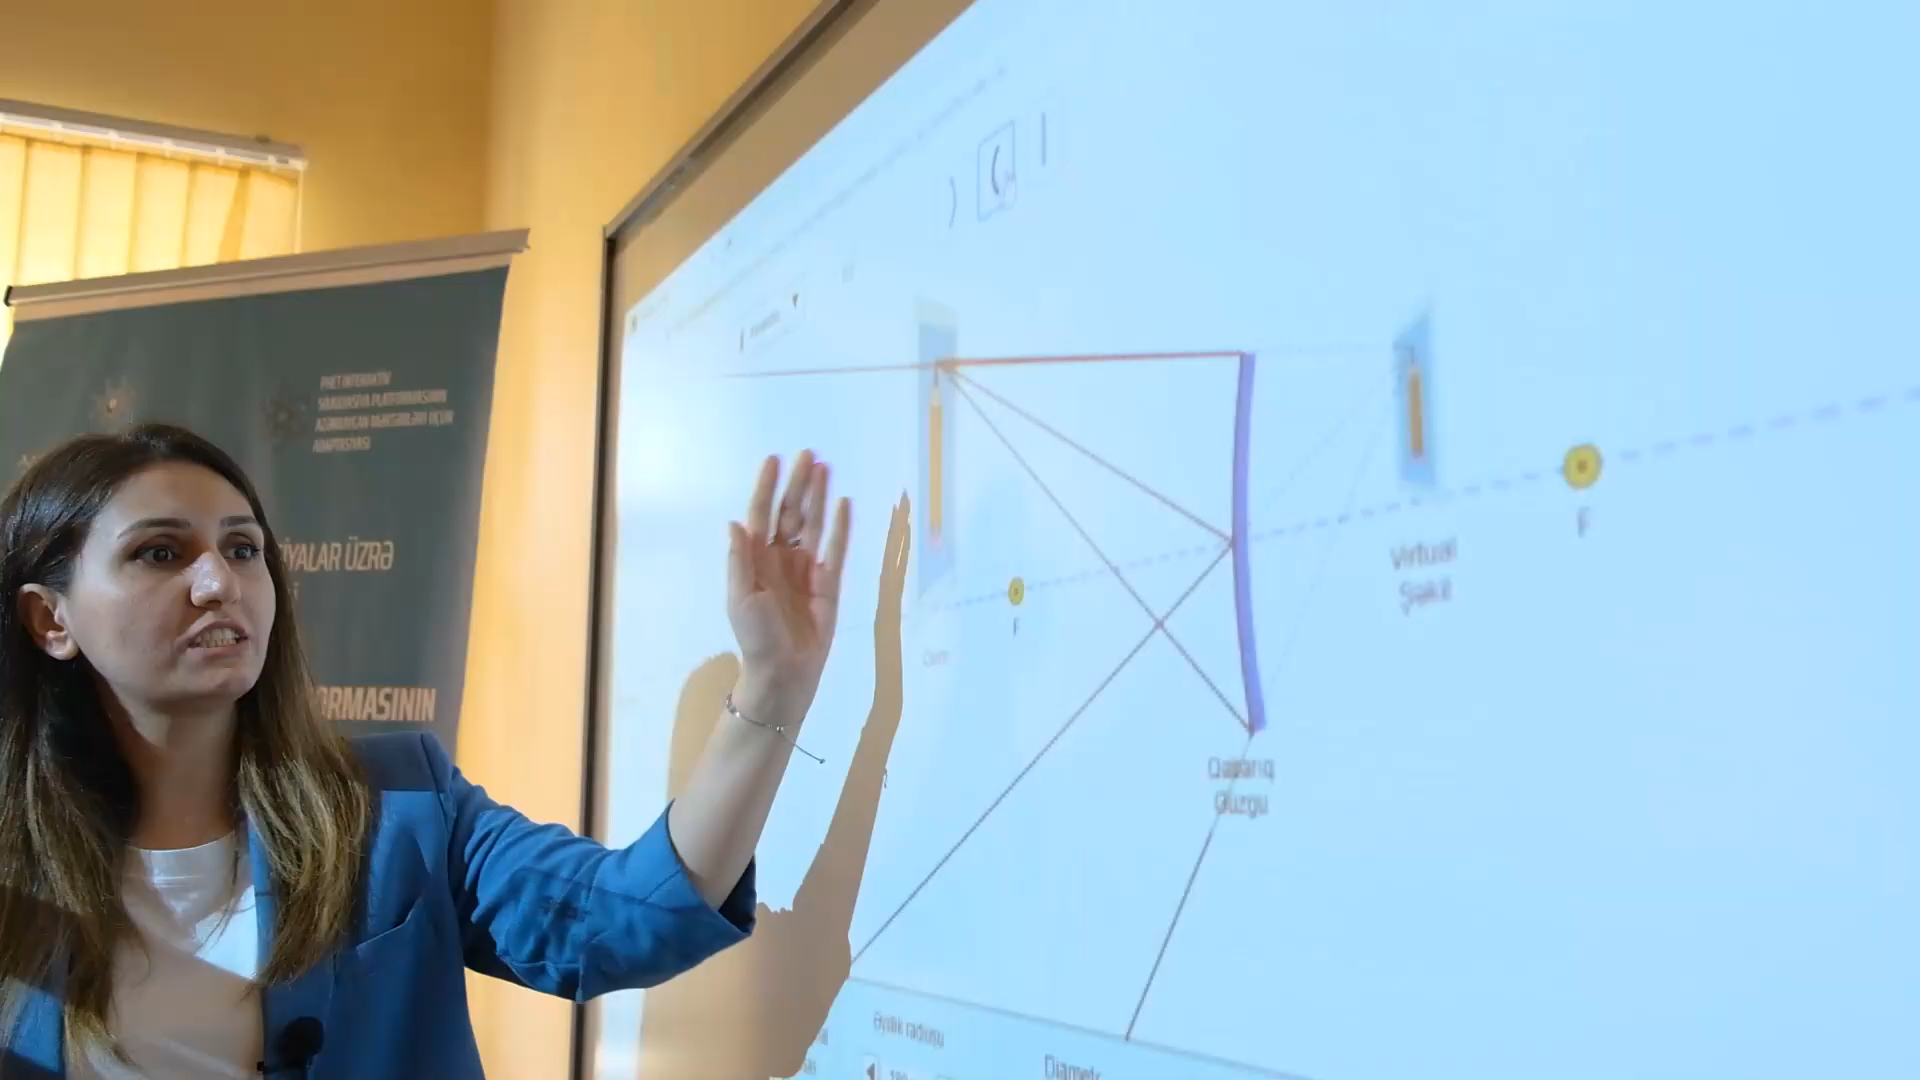 PHET İNTERAKTİV
SİMULYASİYA PLATFORMASININ
AZƏRBAYCAN MƏKTƏBLƏRİ ÜÇÜN
ADAPTASİYASI
İYALAR ÜZRƏ
ORMASININ
F
F
Virtual
Şəkil
Qabarıq
Güzgü
Əyrilik radiusu
Diametr